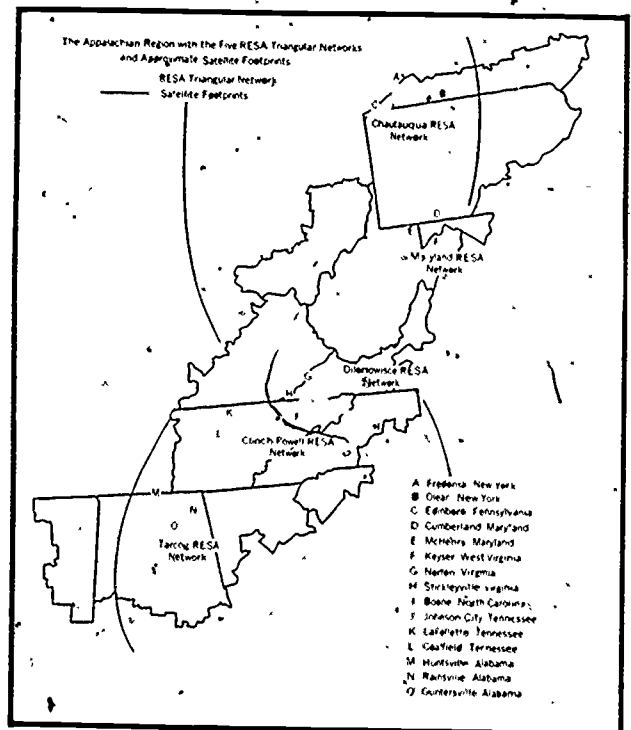 The Appalachian Region with the Five RESA Triangular Networks
and Approximate Satellite Footprints
RESA Triangular Network
Satellite Footprints
A
B
C
Chautauqua RESA
Network
D
E
F
Maryland RESA
Network
G
Dilenowisco RESA
Network
H
K
L
Clinch Powell RESA
Network
M
N
O
Tarcog RESA
Network
A Fredonia New York
B Olean New York
C Edinboro Pennsylvania
D Cumberland Maryland
E McHenry Maryland
F Keyser West Virginia
G Norton Virginia
H Stickleyville Virginia
I Boone North Carolina
J Johnson City Tennessee
K LaFollette Tennessee
L Coalfield Tennessee
M Huntsville Alabama
N Rainsville Alabama
O Guntersville Alabama